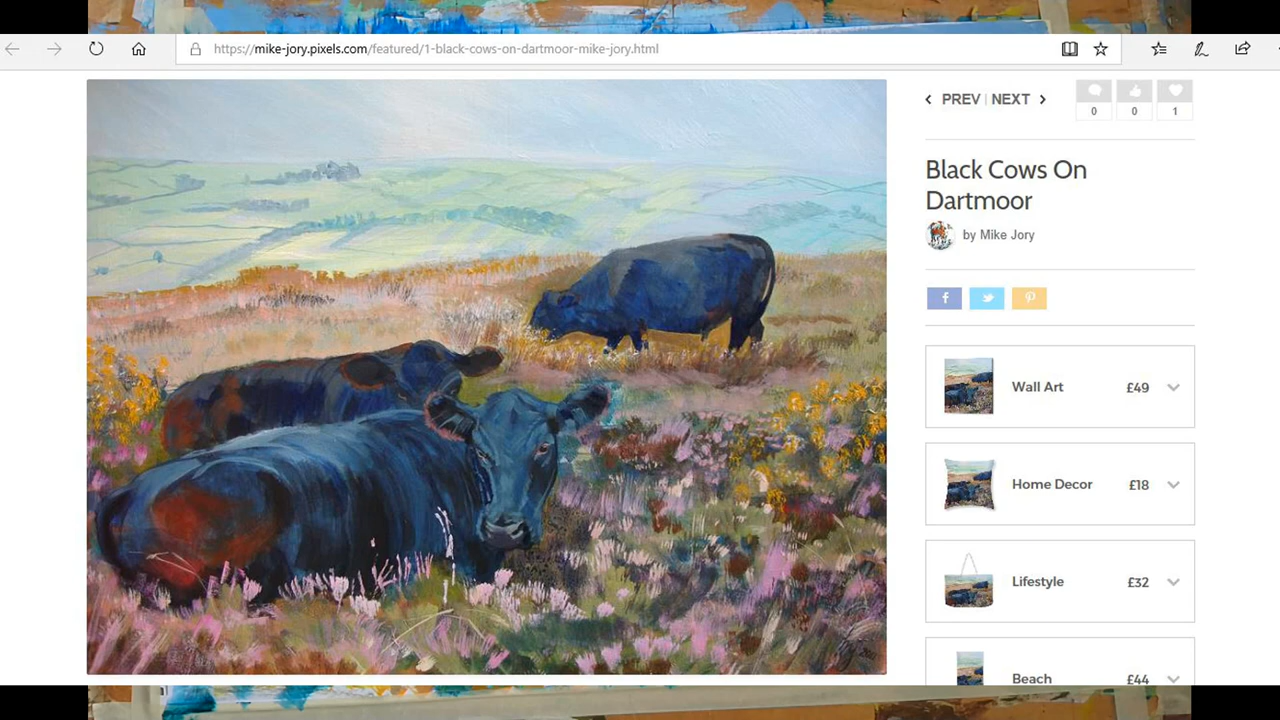 https://mike-jory.pixels.com/featured/1-black-cows-on-dartmoor-mike-jory.html
PREV | NEXT
0 0 1
Black Cows On
Dartmoor
by Mike Jory
Wall Art £49
Home Decor £18
Lifestyle £32
Beach £44